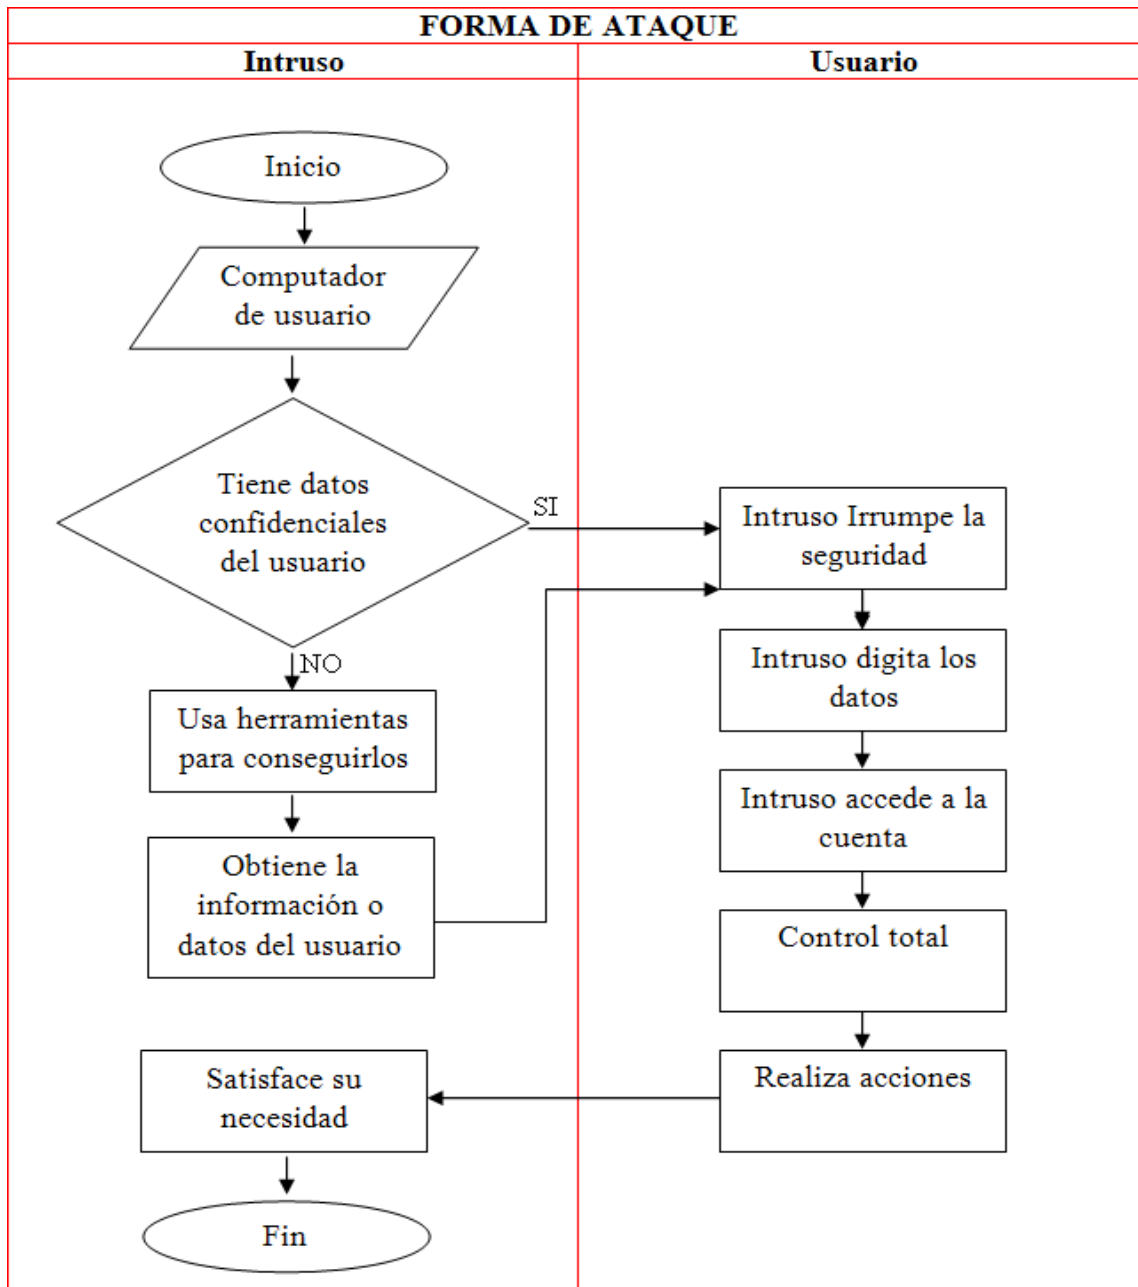 FORMA DE ATAQUE
Intruso
Usuario
Inicio
Computador
de usuario
Tiene datos
confidenciales
del usuario
SI
NO
Usa herramientas
para conseguirlos
Obtiene la
información o
datos del usuario
Intruso Irrumpe la
seguridad
Intruso digita los
datos
Intruso accede a la
cuenta
Control total
Realiza acciones
Satisface su
necesidad
Fin